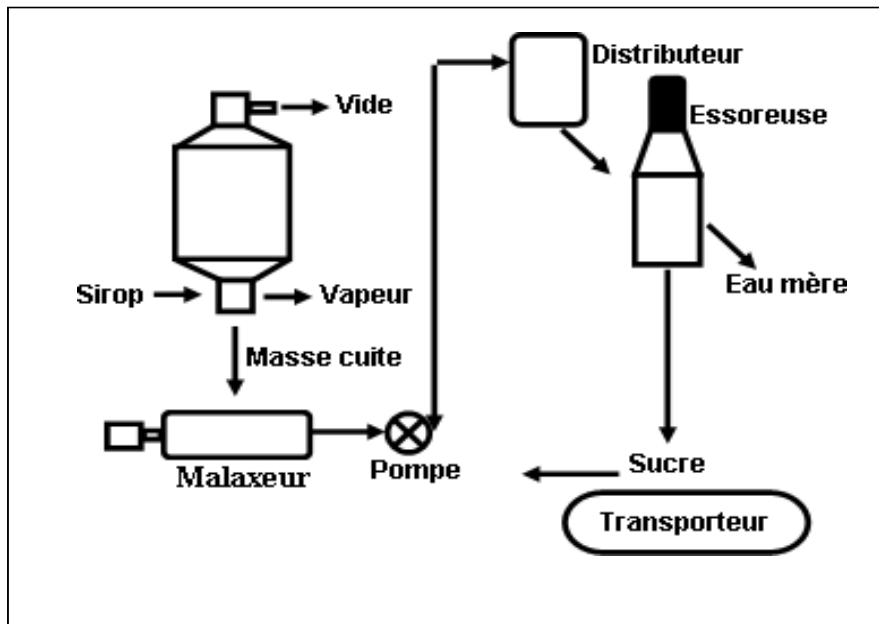 Distributeur
Vide
Essoreuse
Sirop
Vapeur
Eau mère
Masse cuite
Malaxeur
Pompe
Sucre
Transporteur